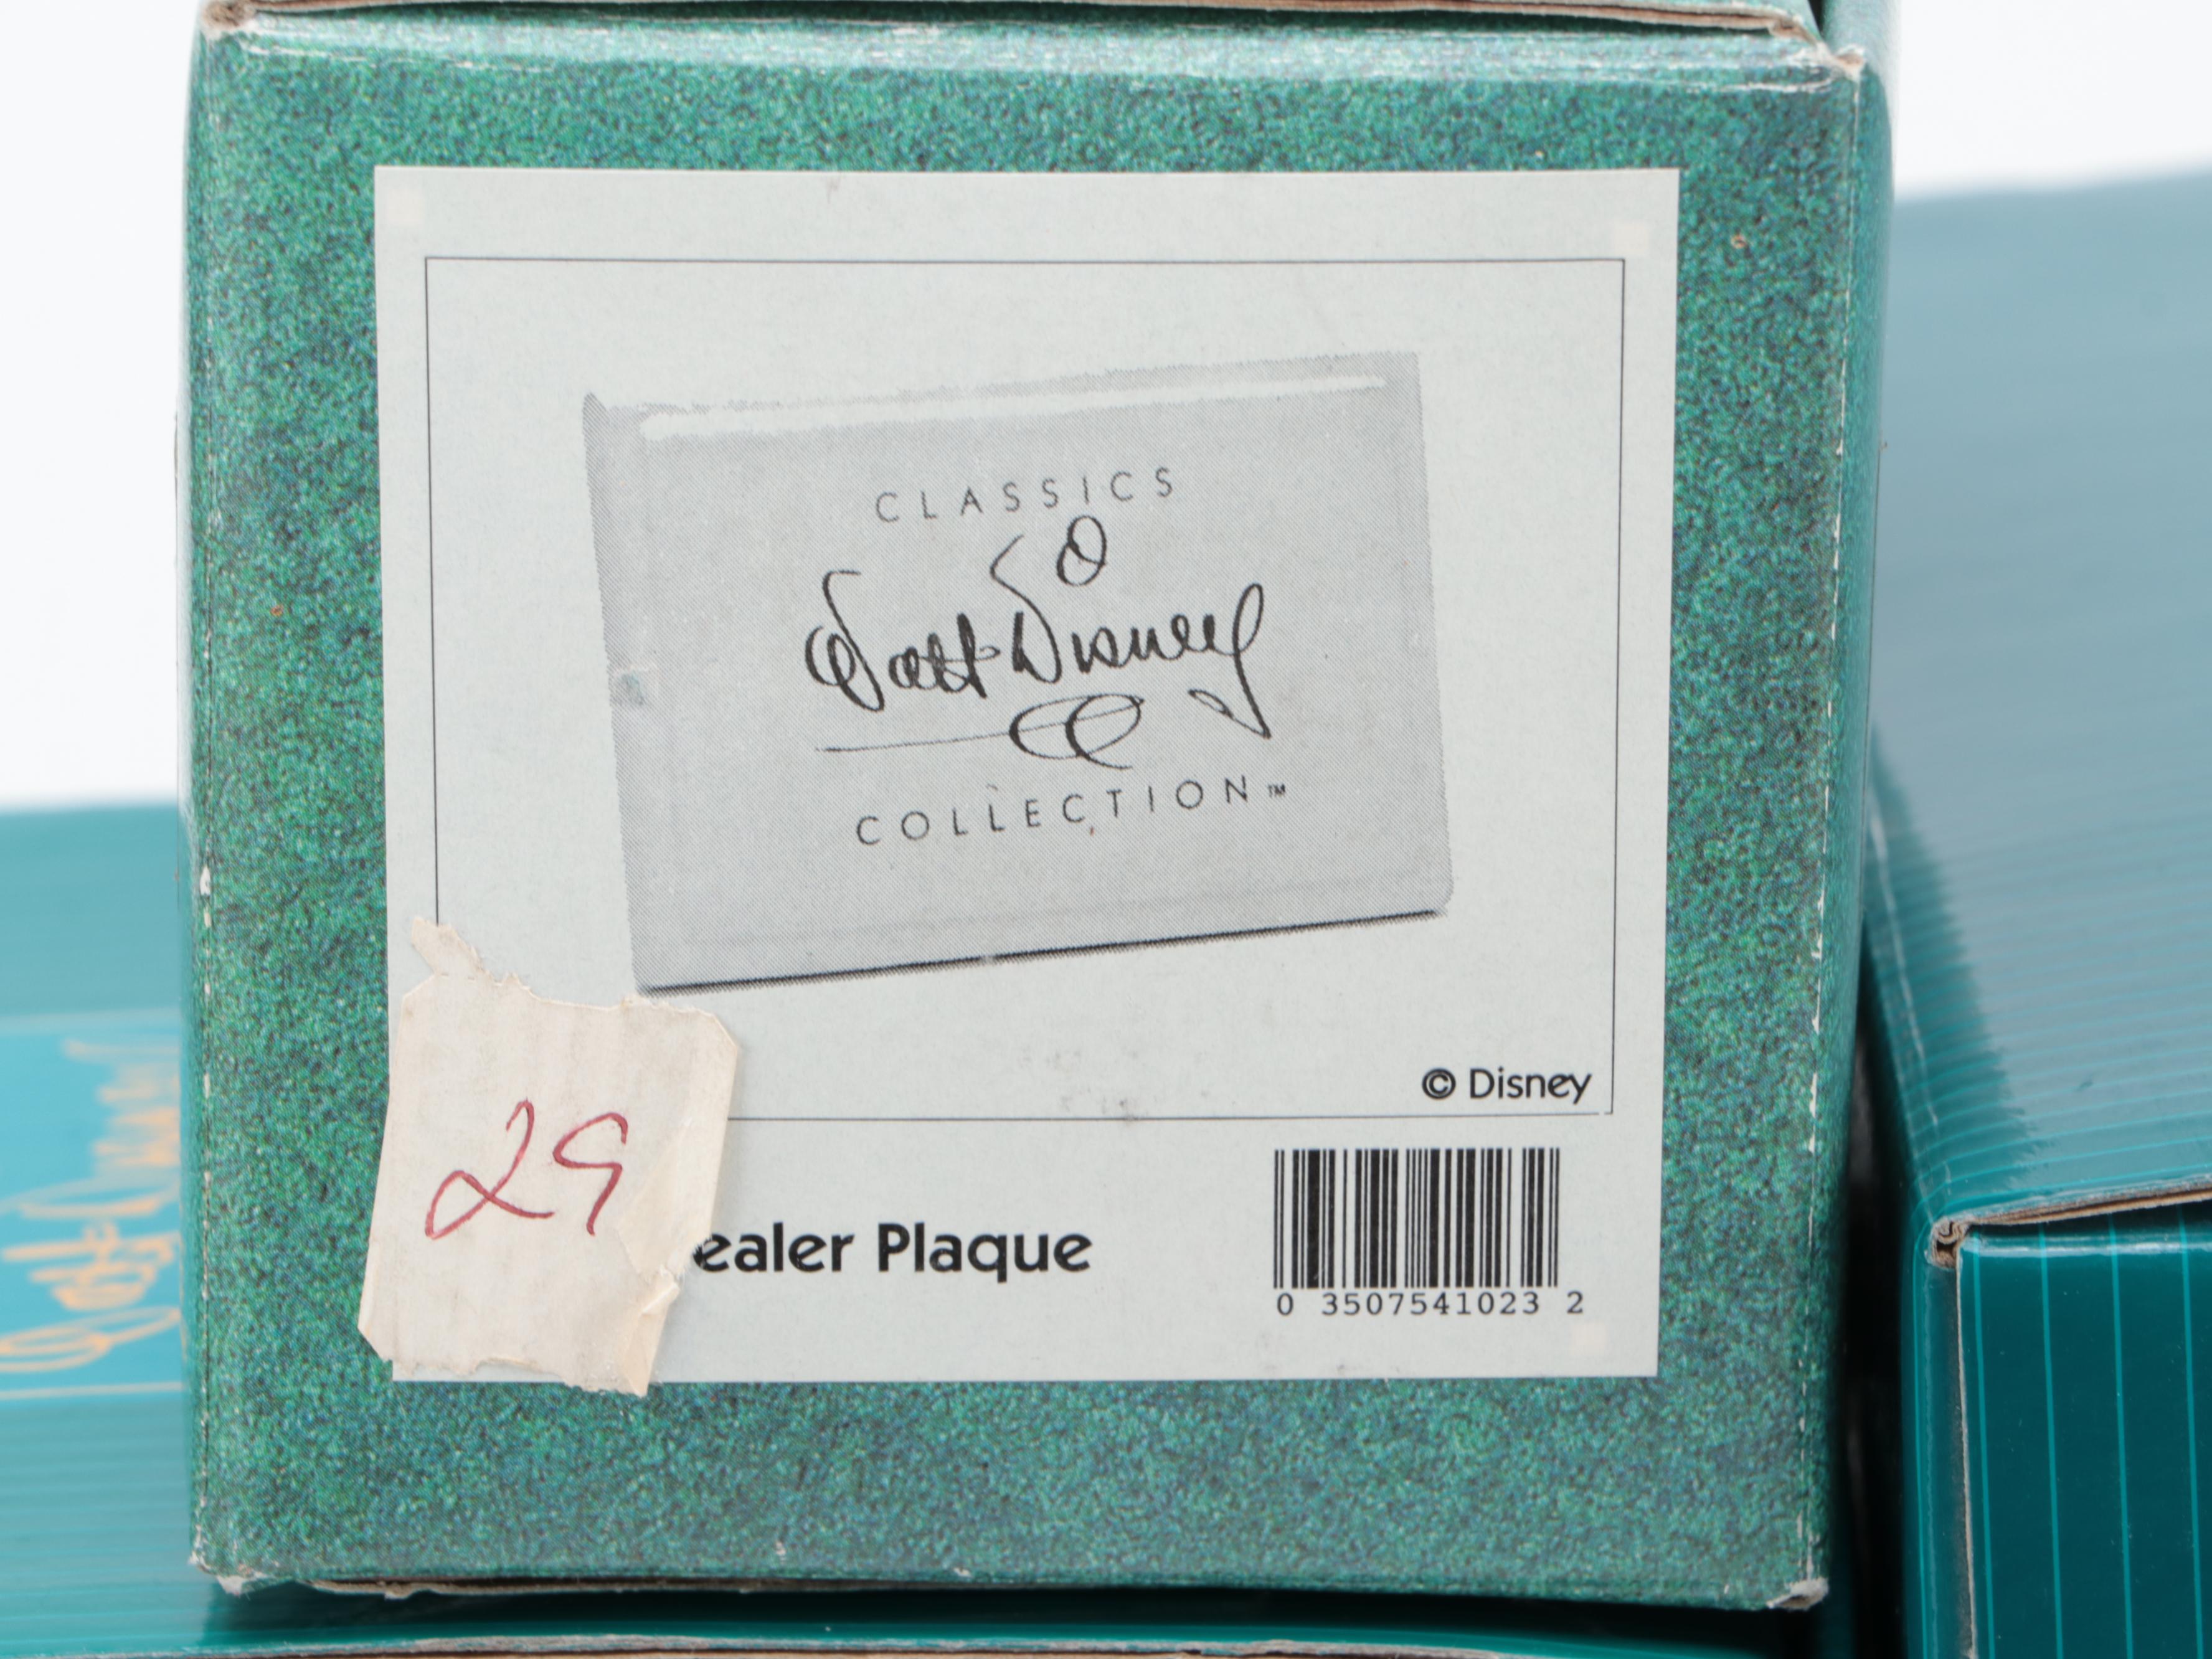 CLASSICS
Walt Disney
COLLECTION™
© Disney
29
ealer Plaque
0 3507541023 2